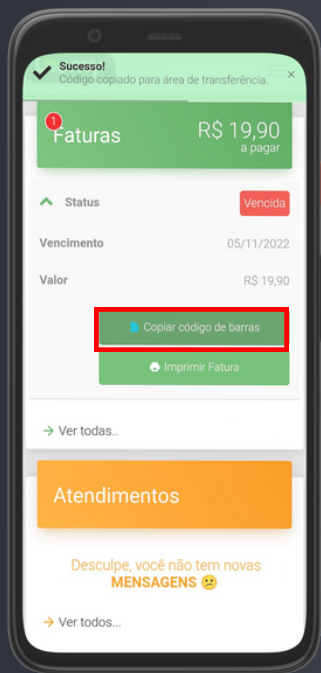 Sucesso!
Código copiado para área de transferência.
×
1
Faturas
R$ 19,90
a pagar
Status
Vencida
Vencimento
05/11/2022
Valor
R$ 19,90
Copiar código de barras
Imprimir Fatura
→ Ver todas..
Atendimentos
Desculpe, você não tem novas
MENSAGENS 😕
→ Ver todos...